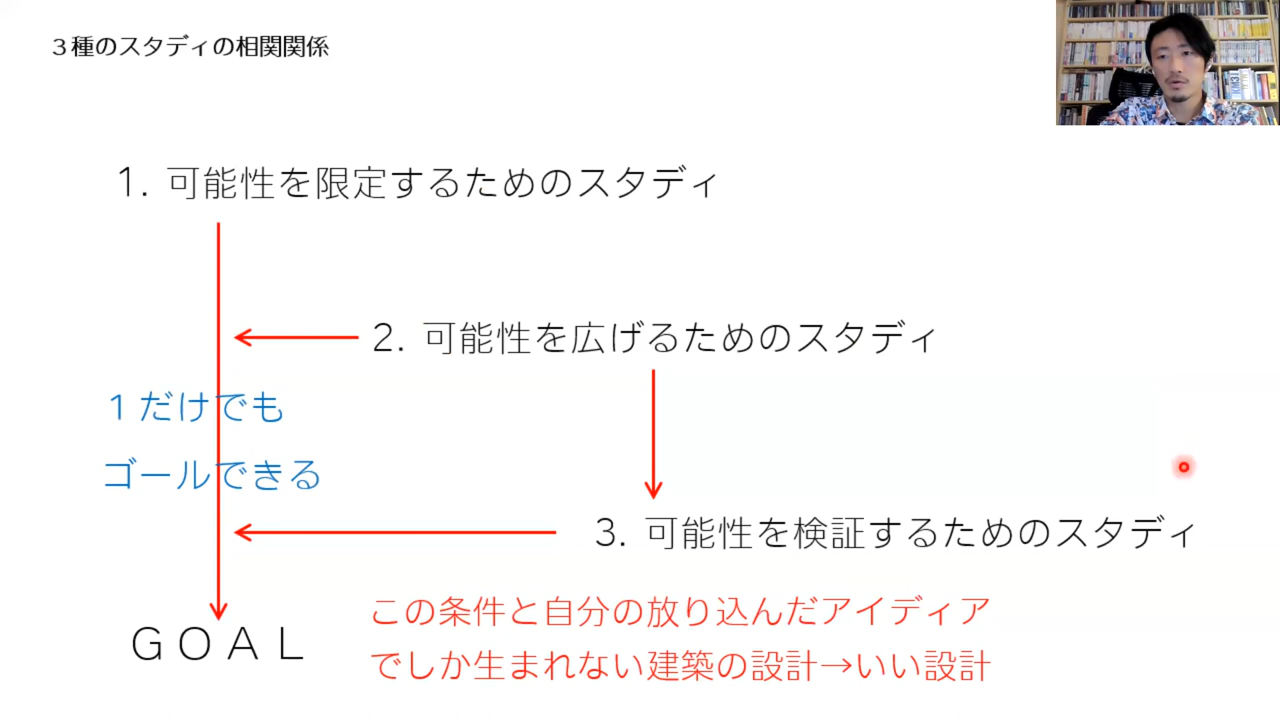 ３種のスタディの相関関係
1. 可能性を限定するためのスタディ
2. 可能性を広げるためのスタディ
１だけでも
ゴールできる
3. 可能性を検証するためのスタディ
この条件と自分の放り込んだアイディア
ＧＯＡＬ
でしか生まれない建築の設計→いい設計